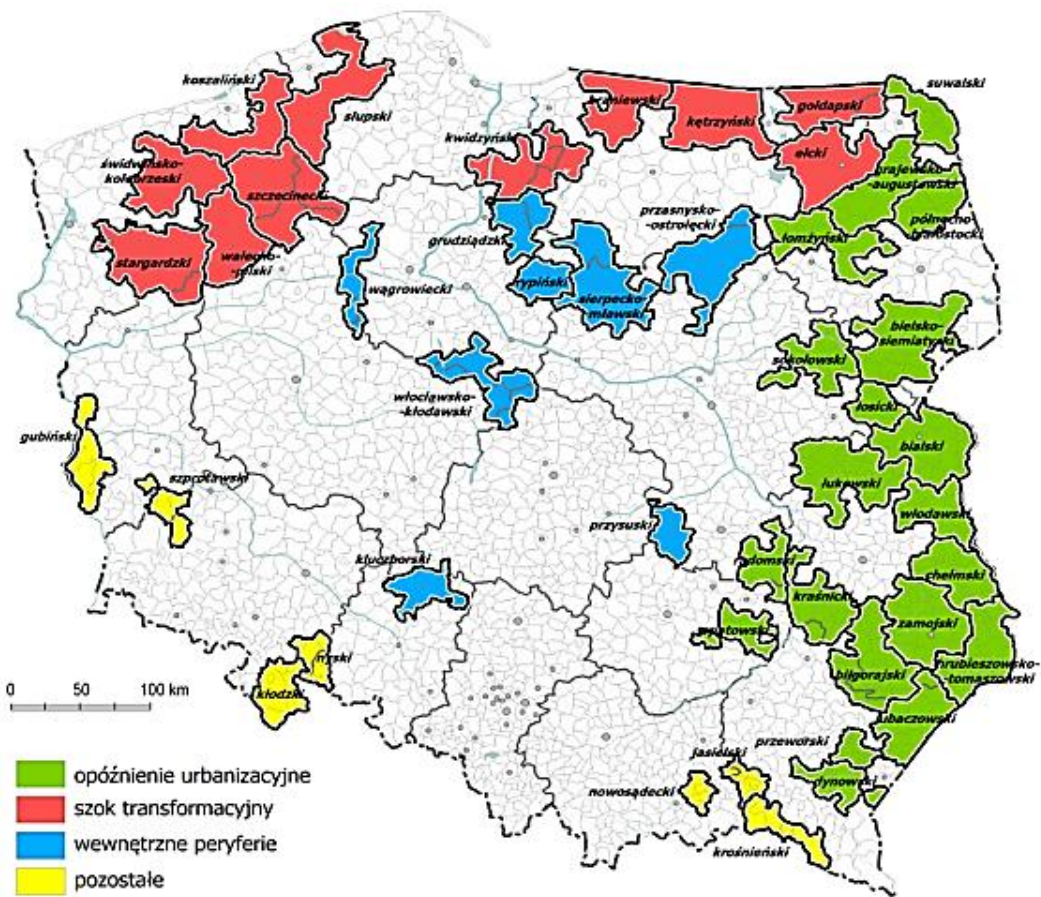 koszaliński
słupski
świdwińsko-
kołobrzeski
szczecinecki
stargardzki
wałecko-
-pilski
kwidzyński
braniewski
kętrzyński
gołdapski
ełcki
suwalski
grajewsko-
-augustowski
północno-
białostocki
łomżyński
przasnysko-
-ostrołęcki
grudziądzki
rypiński
sierpecko-
mławski
wągrowiecki
włocławsko-
-kłodawski
bielsko-
siemiatycki
sokołowski
łosicki
bialski
łukowski
włodawski
gubiński
szprotawski
przysuski
kluczborski
radomski
kraśnicki
chełmski
zamojski
opatowski
biłgorajski
hrubieszowsko-
tomaszowski
lubaczowski
nyski
kłodzki
przeworski
dynowski
jasielski
nowosądecki
krośnieński
0 50 100 km
opóźnienie urbanizacyjne
szok transformacyjny
wewnętrzne peryferie
pozostałe